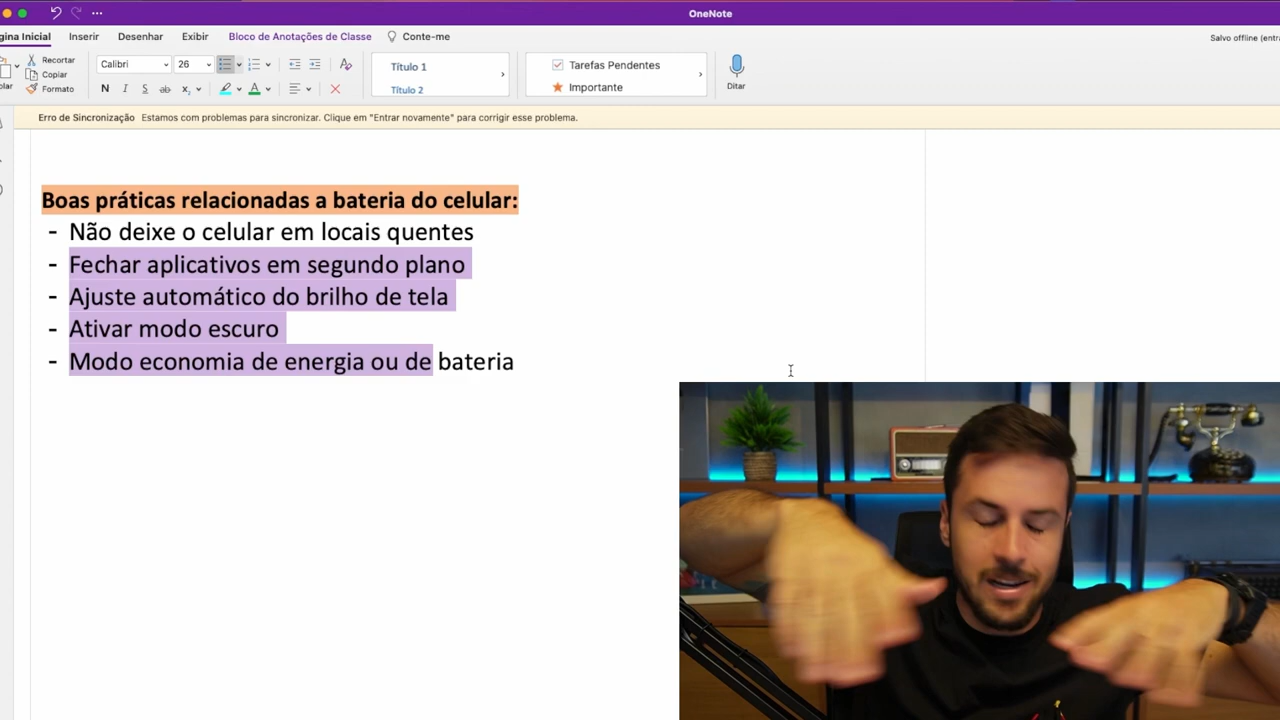 OneNote
gina Inicial
Inserir
Desenhar
Exibir
Bloco de Anotações de Classe
Conte-me
Salvo offline (entra
Recortar
Copiar
Formato
Calibri
26
N I S ab x
A
Título 1
Título 2
Tarefas Pendentes
Importante
Ditar
Erro de Sincronização Estamos com problemas para sincronizar. Clique em "Entrar novamente" para corrigir esse problema.
Boas práticas relacionadas a bateria do celular:
- Não deixe o celular em locais quentes
- Fechar aplicativos em segundo plano
- Ajuste automático do brilho de tela
- Ativar modo escuro
- Modo economia de energia ou de bateria